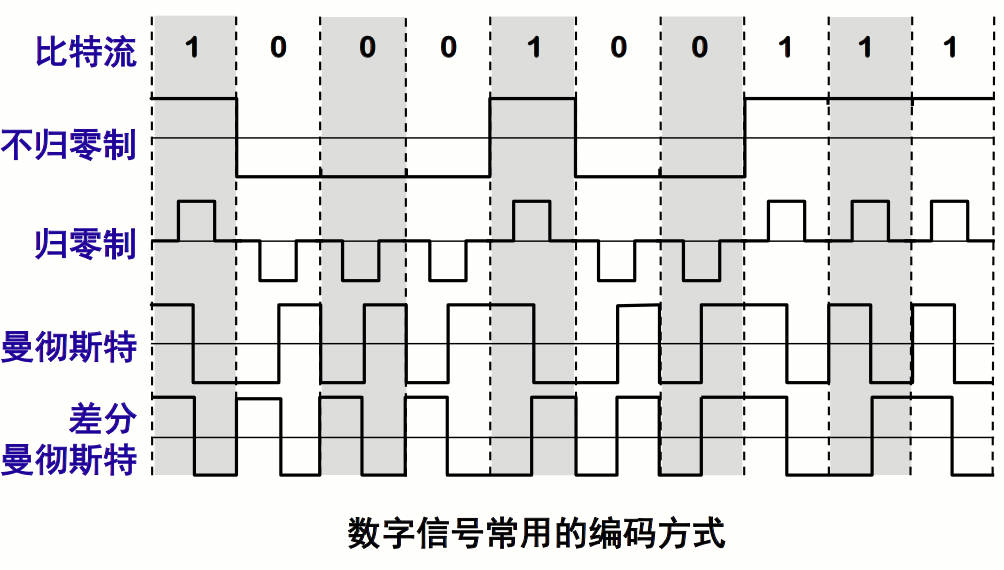 比特流 1 0 0 0 1 0 0 1 1 1
不归零制
归零制
曼彻斯特
差分
曼彻斯特
数字信号常用的编码方式